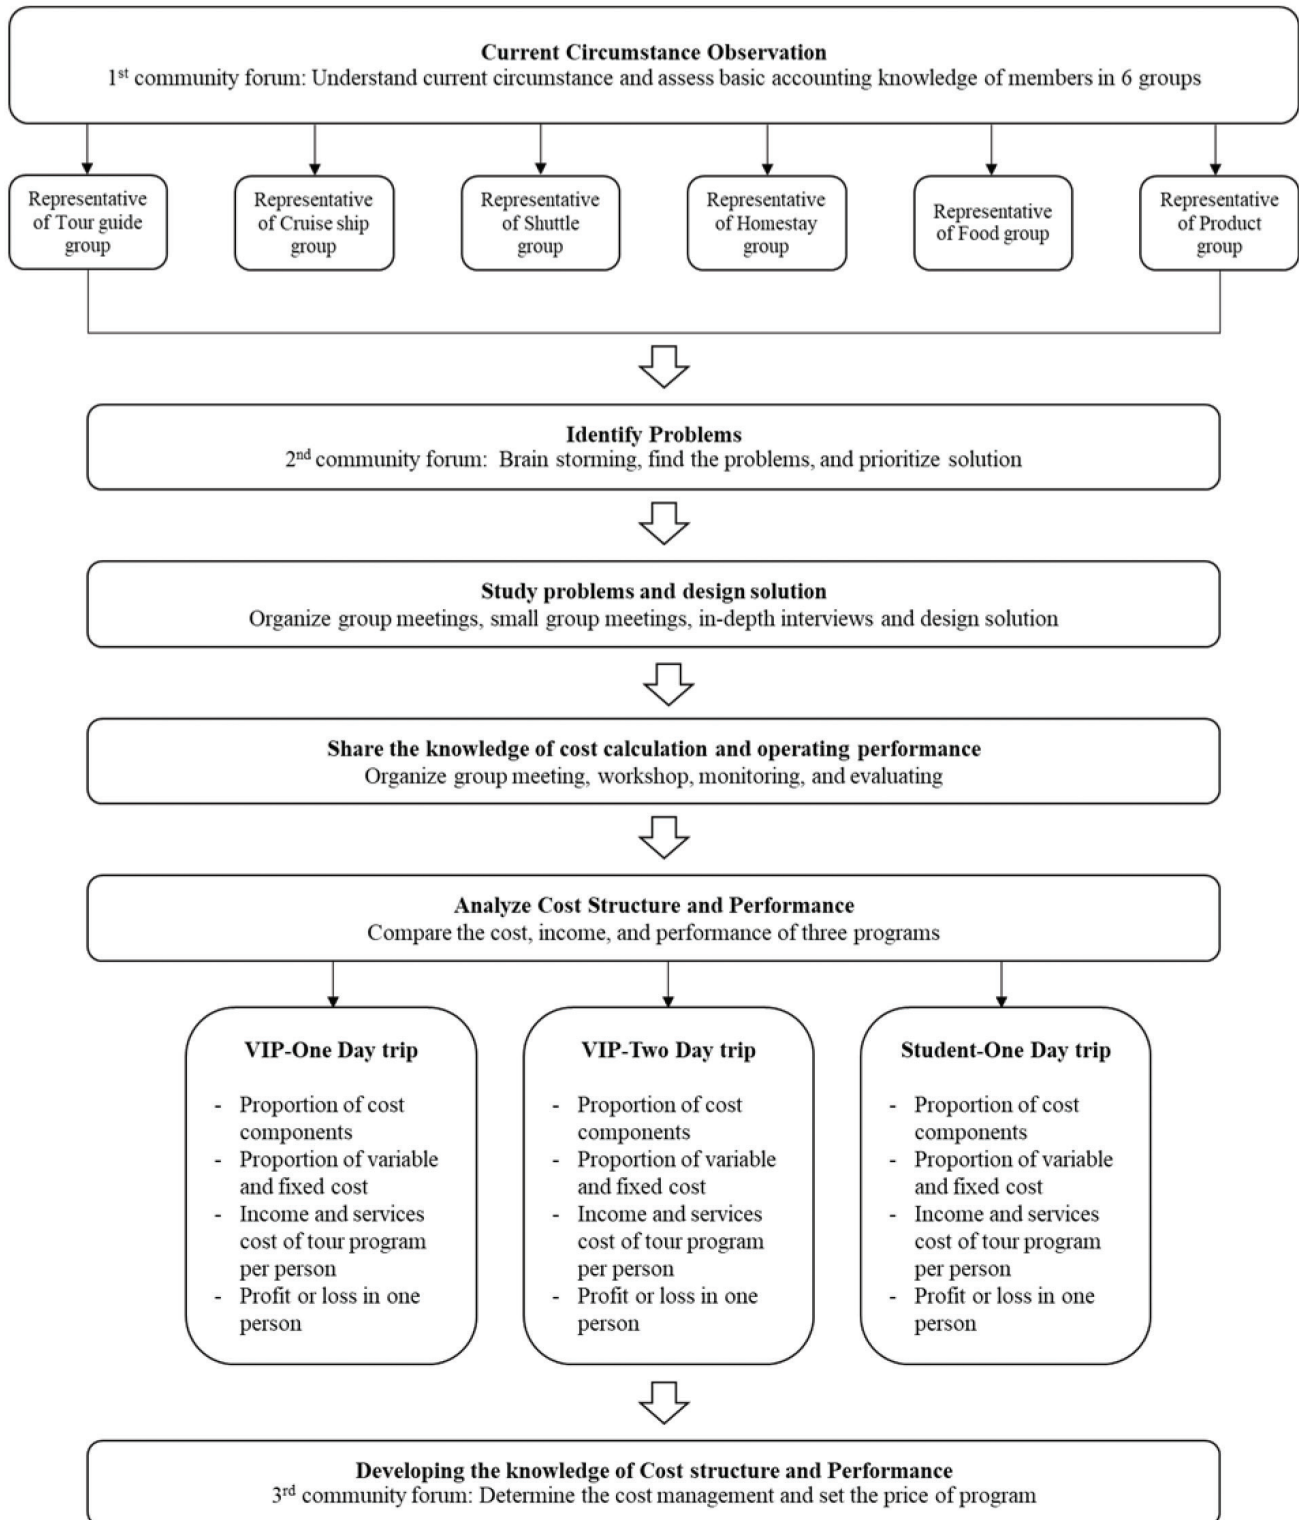 Current Circumstance Observation
1st community forum: Understand current circumstance and assess basic accounting knowledge of members in 6 groups
Representative
of Tour guide
group
Representative
of Cruise ship
group
Representative
of Shuttle
group
Representative
of Homestay
group
Representative
of Food group
Representative
of Product
group
Identify Problems
2nd community forum: Brain storming, find the problems, and prioritize solution
Study problems and design solution
Organize group meetings, small group meetings, in-depth interviews and design solution
Share the knowledge of cost calculation and operating performance
Organize group meeting, workshop, monitoring, and evaluating
Analyze Cost Structure and Performance
Compare the cost, income, and performance of three programs
VIP-One Day trip
- Proportion of cost
components
- Proportion of variable
and fixed cost
- Income and services
cost of tour program
per person
- Profit or loss in one
person
VIP-Two Day trip
- Proportion of cost
components
- Proportion of variable
and fixed cost
- Income and services
cost of tour program
per person
- Profit or loss in one
person
Student-One Day trip
- Proportion of cost
components
- Proportion of variable
and fixed cost
- Income and services
cost of tour program
per person
- Profit or loss in one
person
Developing the knowledge of Cost structure and Performance
3rd community forum: Determine the cost management and set the price of program